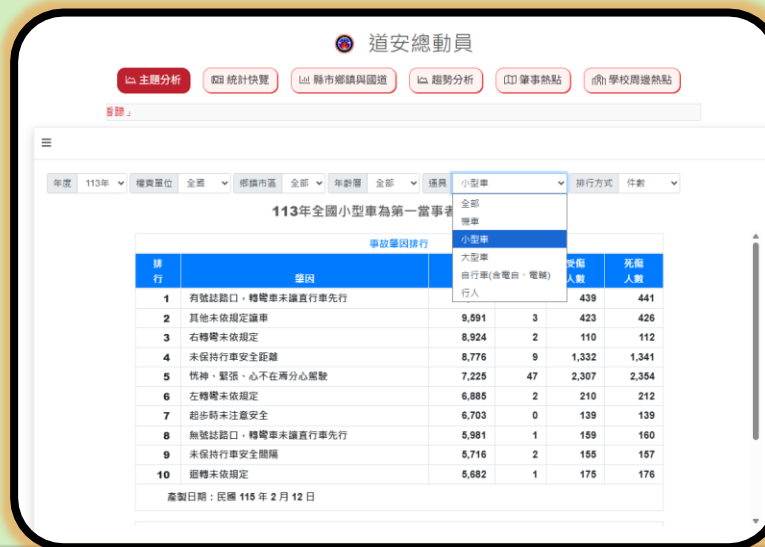 道安總動員
主題分析 統計快覽 縣市鄉鎮與國道 趨勢分析 肇事熱點 學校周邊熱點
年度 113年 權責單位 全國 鄉鎮市區 全部 年齡層 全部 運具 小型車 排行方式 件數
全部
機車
小型車
大型車
自行車(含電自、電輔)
行人
113年全國小型車為第一當事者
事故肇因排行
排行 肇因 受傷人數 死傷人數
1 有號誌路口,轉彎車未讓直行車先行 439 441
2 其他未依規定讓車 9,591 3 423 426
3 右轉彎未依規定 8,924 2 110 112
4 未保持行車安全距離 8,776 9 1,332 1,341
5 恍神、緊張、心不在焉分心駕駛 7,225 47 2,307 2,354
6 左轉彎未依規定 6,885 2 210 212
7 起步時未注意安全 6,703 0 139 139
8 無號誌路口,轉彎車未讓直行車先行 5,981 1 159 160
9 未保持行車安全間隔 5,716 2 155 157
10 迴轉未依規定 5,682 1 175 176
產製日期:民國 115 年 2 月 12 日